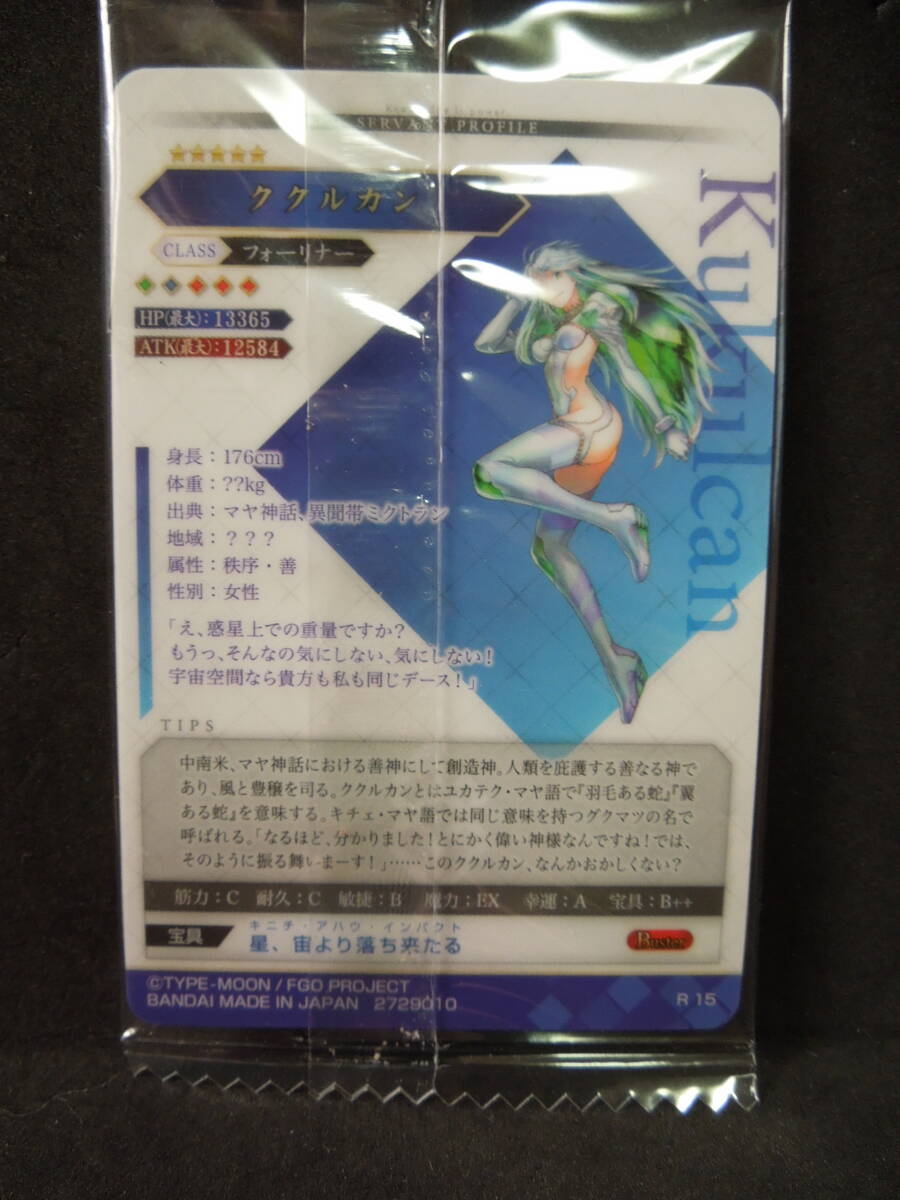 SERVANT PROFILE
ククルカン
CLASS フォーリナー
HP(最大):13365
ATK(最大):12584
Kukulcan
身長：176cm
体重：??kg
出典：マヤ神話、異聞帯ミクトラン
地域：？？？
属性：秩序・善
性別：女性
「え、惑星上での重量ですか？
もうっ、そんなの気にしない、気にしない！
宇宙空間なら貴方も私も同じデース！」
TIPS
中南米、マヤ神話における善神にして創造神。人類を庇護する善なる神で
あり、風と豊穣を司る。ククルカンとはユカテク・マヤ語で『羽毛ある蛇』『翼
ある蛇』を意味する。キチェ・マヤ語では同じ意味を持つグクマツの名で
呼ばれる。「なるほど、分かりました！とにかく偉い神様なんですね！では、
そのように振る舞いまーす！」……このククルカン、なんかおかしくない？
筋力：C 耐久：C 敏捷：B 魔力：EX 幸運：A 宝具：B++
キニチ・アハウ・インパクト
宝具 星、宙より落ち来たる Buster
©TYPE-MOON / FGO PROJECT
BANDAI MADE IN JAPAN 2729010 R 15